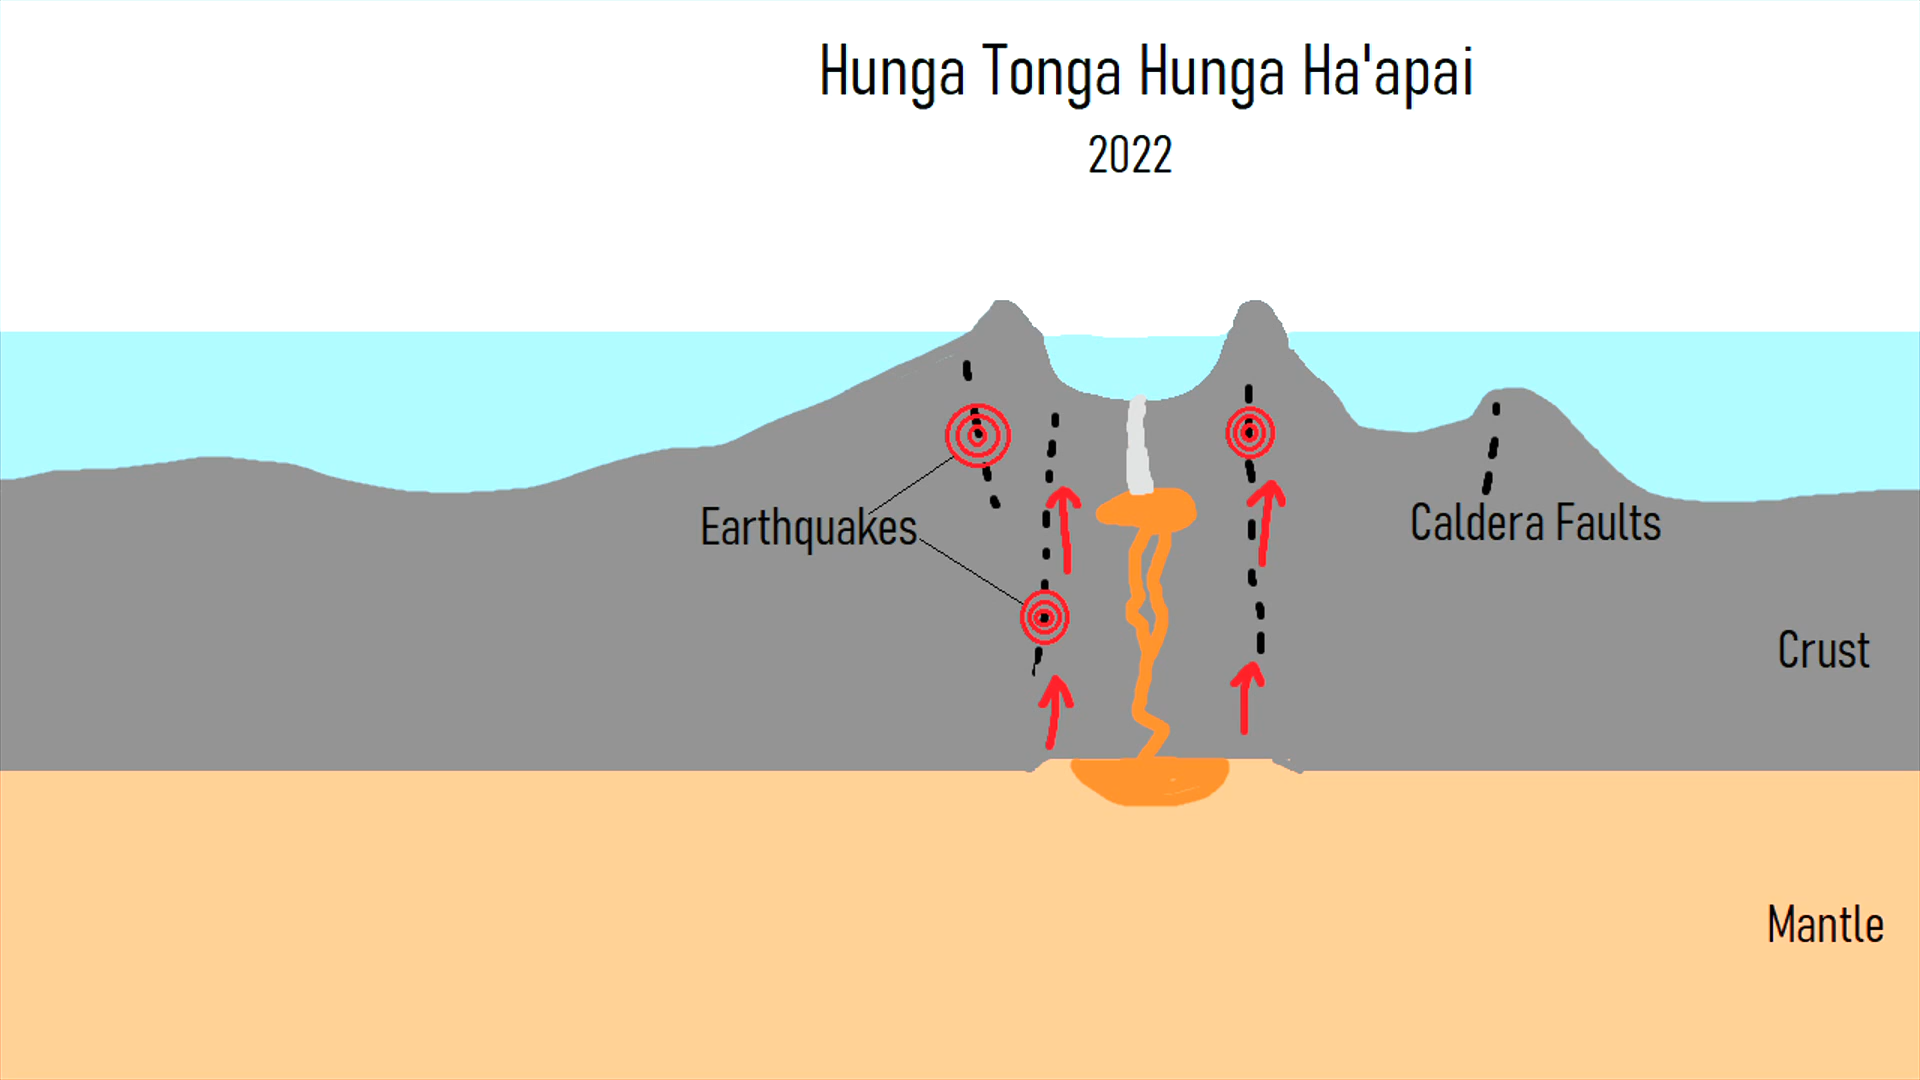 Hunga Tonga Hunga Ha'apai
2022
Earthquakes
Caldera Faults
Crust
Mantle